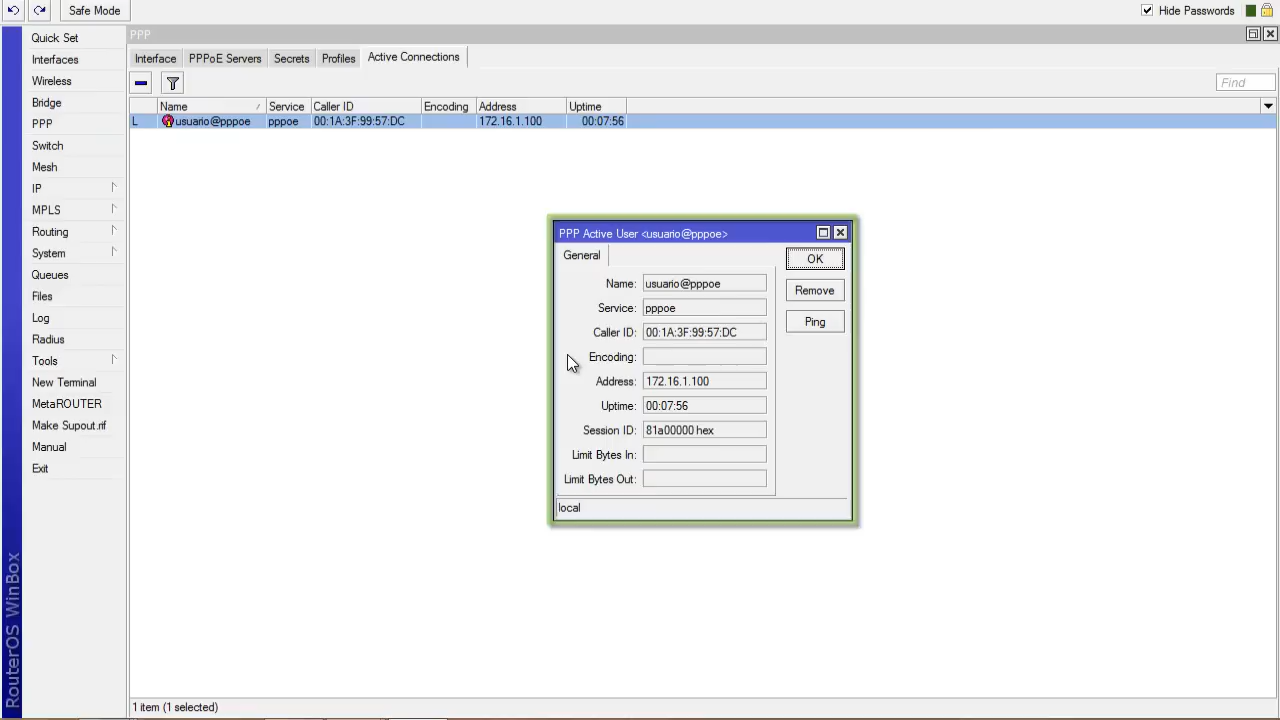 Safe Mode
Hide Passwords
Quick Set
Interfaces
Wireless
Bridge
PPP
Switch
Mesh
IP
MPLS
Routing
System
Queues
Files
Log
Radius
Tools
New Terminal
MetaROUTER
Make Supout.rif
Manual
Exit
RouterOS WinBox
PPP
Interface PPPoE Servers Secrets Profiles Active Connections
Find
Name Service Caller ID Encoding Address Uptime
L usuario@pppoe pppoe 00:1A:3F:99:57:DC 172.16.1.100 00:07:56
PPP Active User <usuario@pppoe>
General
OK
Remove
Ping
Name: usuario@pppoe
Service: pppoe
Caller ID: 00:1A:3F:99:57:DC
Encoding:
Address: 172.16.1.100
Uptime: 00:07:56
Session ID: 81a00000 hex
Limit Bytes In:
Limit Bytes Out:
local
1 item (1 selected)